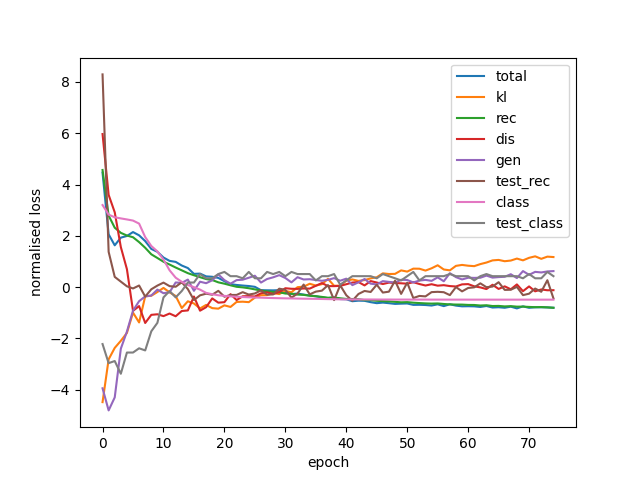 total
kl
rec
dis
gen
test_rec
class
test_class
8
6
4
2
0
−2
−4
normalised loss
0 10 20 30 40 50 60 70
epoch